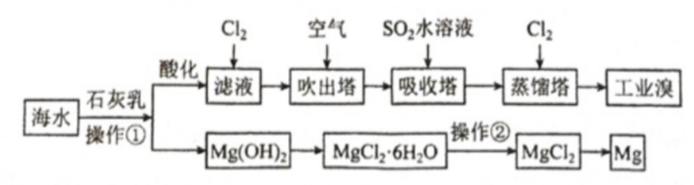 Cl₂ 空气 SO₂水溶液 Cl₂
酸化 滤液 吹出塔 吸收塔 蒸馏塔 工业溴
海水 石灰乳 操作①
Mg(OH)₂ MgCl₂·6H₂O 操作② MgCl₂ Mg